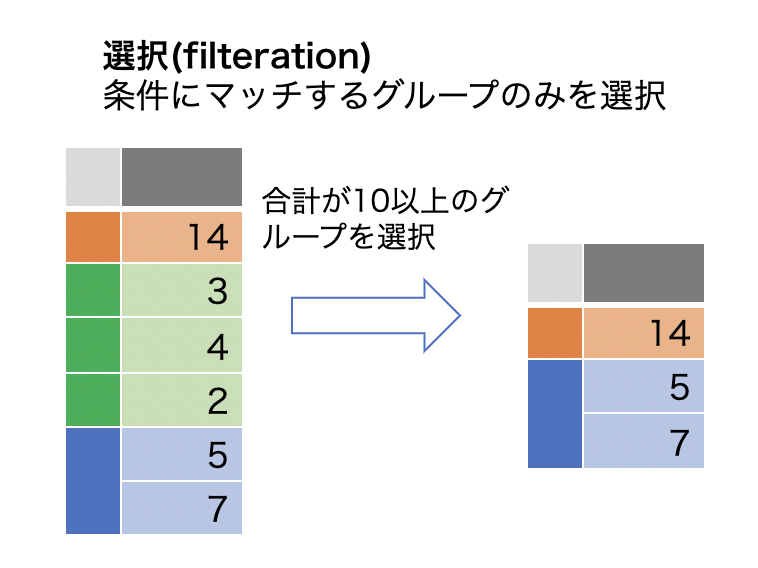 選択(filteration)
条件にマッチするグループのみを選択
合計が10以上のグ
ループを選択
14
3
4
2
5
7
14
5
7